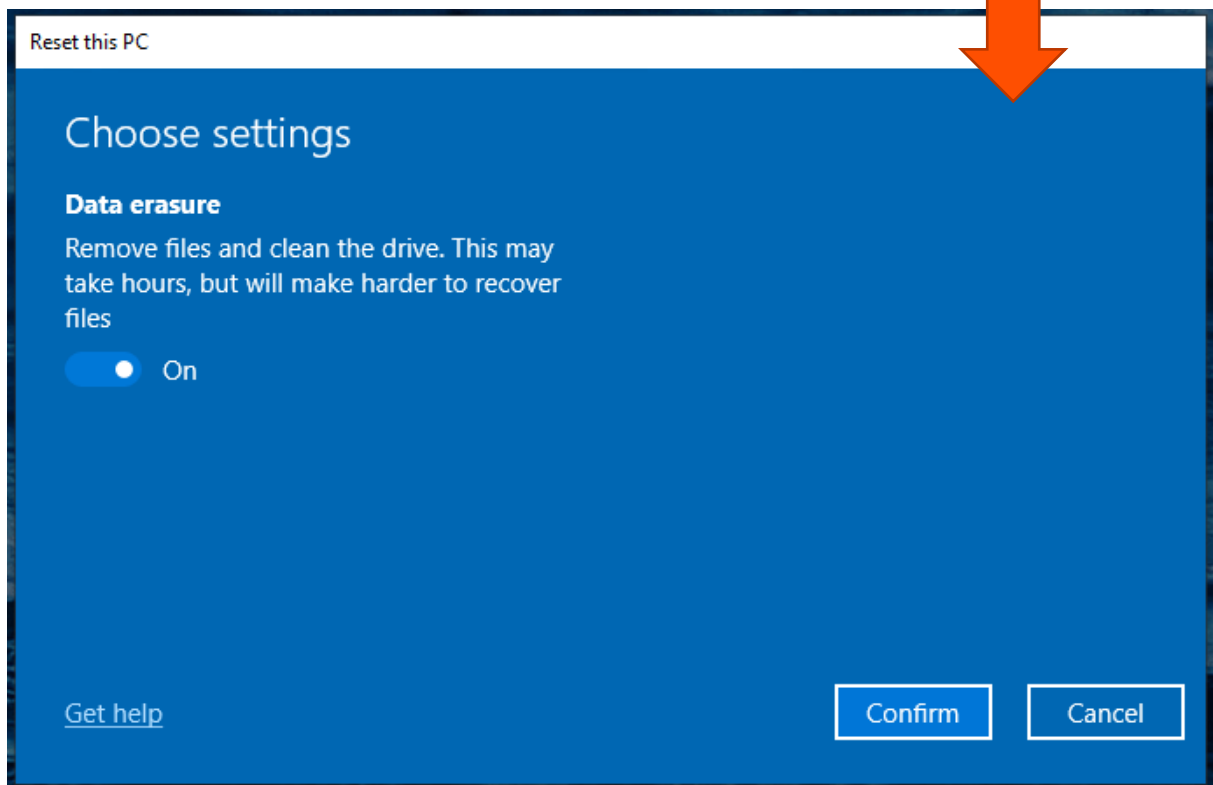 Reset this PC
Choose settings
Data erasure
Remove files and clean the drive. This may
take hours, but will make harder to recover
files
On
Get help
Confirm
Cancel